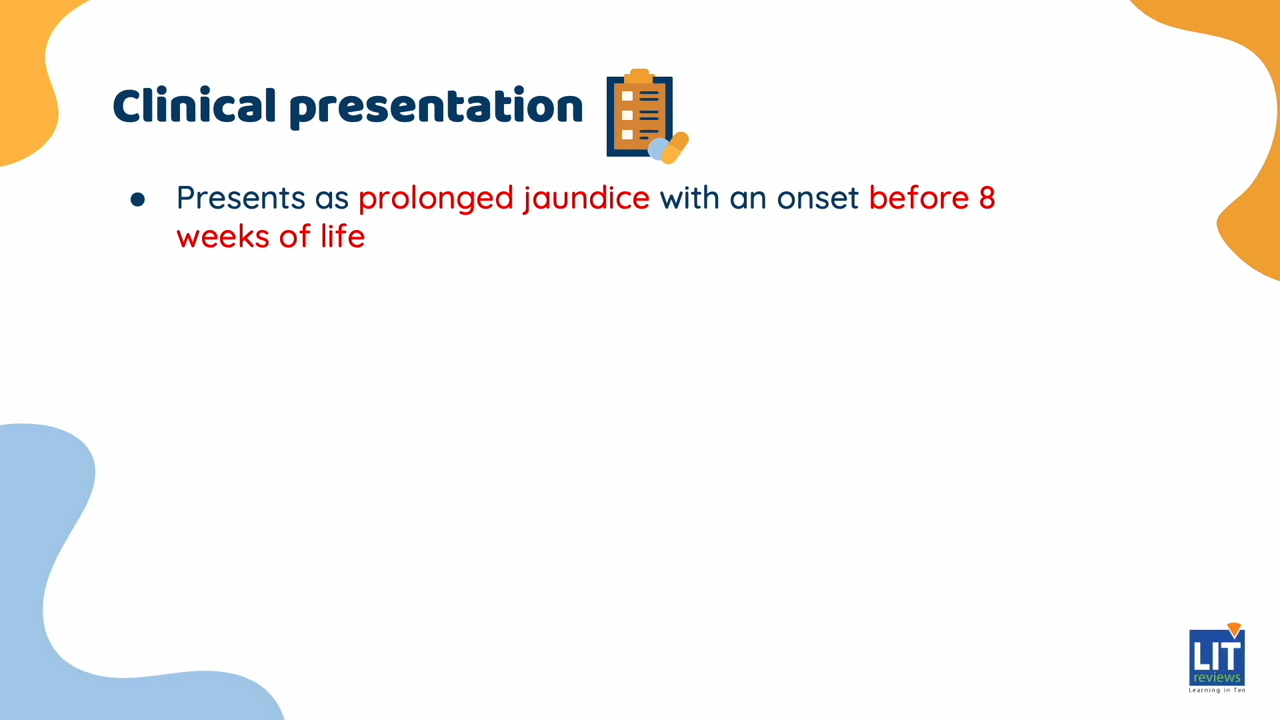 Clinical presentation
● Presents as prolonged jaundice with an onset before 8
weeks of life
LIT
reviews
Learning in Ten